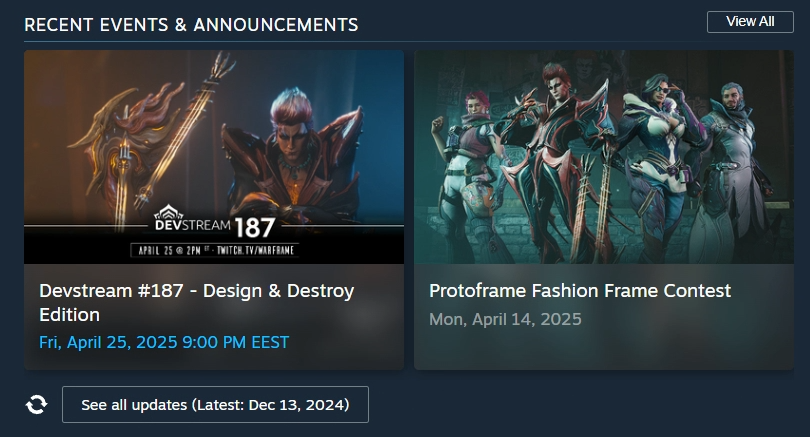 RECENT EVENTS & ANNOUNCEMENTS
View All
DEVSTREAM 187
APRIL 25 @ 2PM ET - TWITCH.TV/WARFRAME
Devstream #187 - Design & Destroy
Edition
Fri, April 25, 2025 9:00 PM EEST
Protoframe Fashion Frame Contest
Mon, April 14, 2025
See all updates (Latest: Dec 13, 2024)